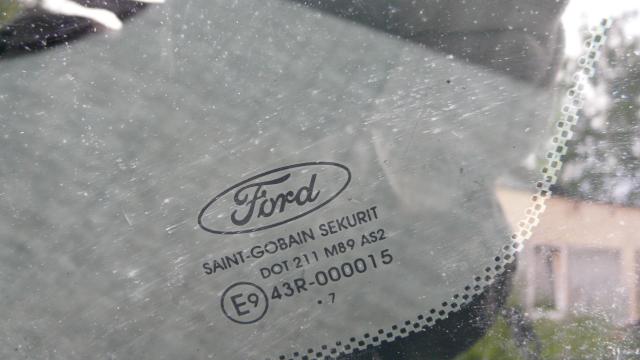 Ford
SAINT-GOBAIN SEKURIT
DOT 211 M89 AS2
E9 43R-000015
. 7